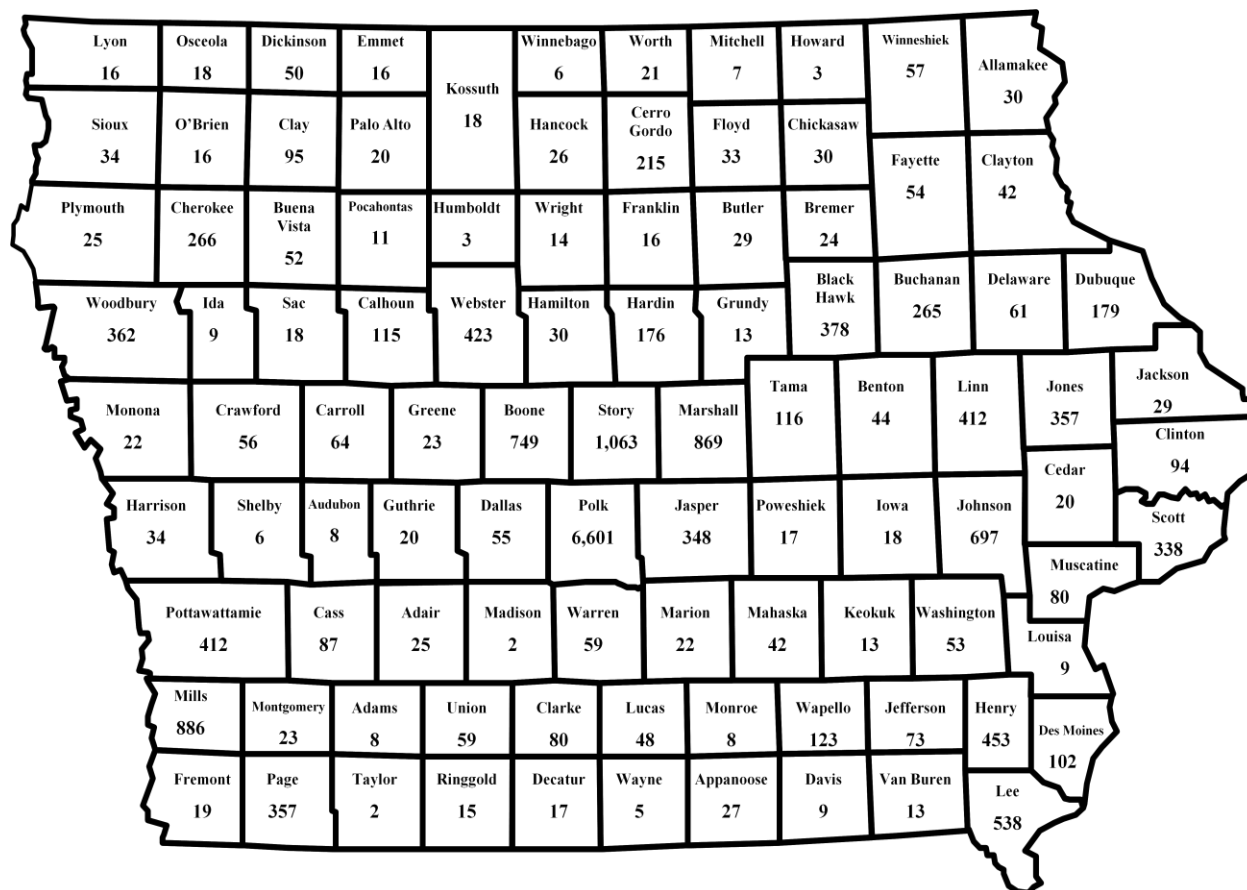 Lyon
16
Osceola
18
Dickinson
50
Emmet
16
Kossuth
18
Winnebago
6
Worth
21
Mitchell
7
Howard
3
Winneshiek
57
Allamakee
30
Sioux
34
O'Brien
16
Clay
95
Palo Alto
20
Hancock
26
Cerro
Gordo
215
Floyd
33
Chickasaw
30
Fayette
54
Clayton
42
Plymouth
25
Cherokee
266
Buena
Vista
52
Pocahontas
11
Humboldt
3
Wright
14
Franklin
16
Butler
29
Bremer
24
Black
Hawk
378
Buchanan
265
Delaware
61
Dubuque
179
Woodbury
362
Ida
9
Sac
18
Calhoun
115
Webster
423
Hamilton
30
Hardin
176
Grundy
13
Tama
116
Benton
44
Linn
412
Jones
357
Jackson
29
Monona
22
Crawford
56
Carroll
64
Greene
23
Boone
749
Story
1,063
Marshall
869
Clinton
94
Cedar
20
Harrison
34
Shelby
6
Audubon
8
Guthrie
20
Dallas
55
Polk
6,601
Jasper
348
Poweshiek
17
Iowa
18
Johnson
697
Scott
338
Muscatine
80
Pottawattamie
412
Cass
87
Adair
25
Madison
2
Warren
59
Marion
22
Mahaska
42
Keokuk
13
Washington
53
Louisa
9
Mills
886
Montgomery
23
Adams
8
Union
59
Clarke
80
Lucas
48
Monroe
8
Wapello
123
Jefferson
73
Henry
453
Des Moines
102
Fremont
19
Page
357
Taylor
2
Ringgold
15
Decatur
17
Wayne
5
Appanoose
27
Davis
9
Van Buren
13
Lee
538